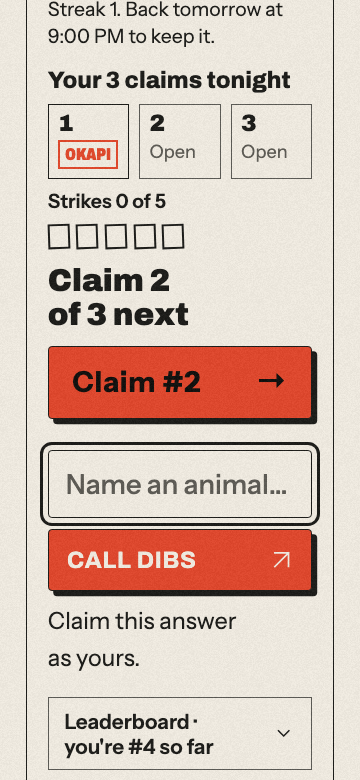 Streak 1. Back tomorrow at
9:00 PM to keep it.
Your 3 claims tonight
1
OKAPI
2
Open
3
Open
Strikes 0 of 5
Claim 2
of 3 next
Claim #2 →
Name an animal...
CALL DIBS
Claim this answer
as yours.
Leaderboard ·
you're #4 so far